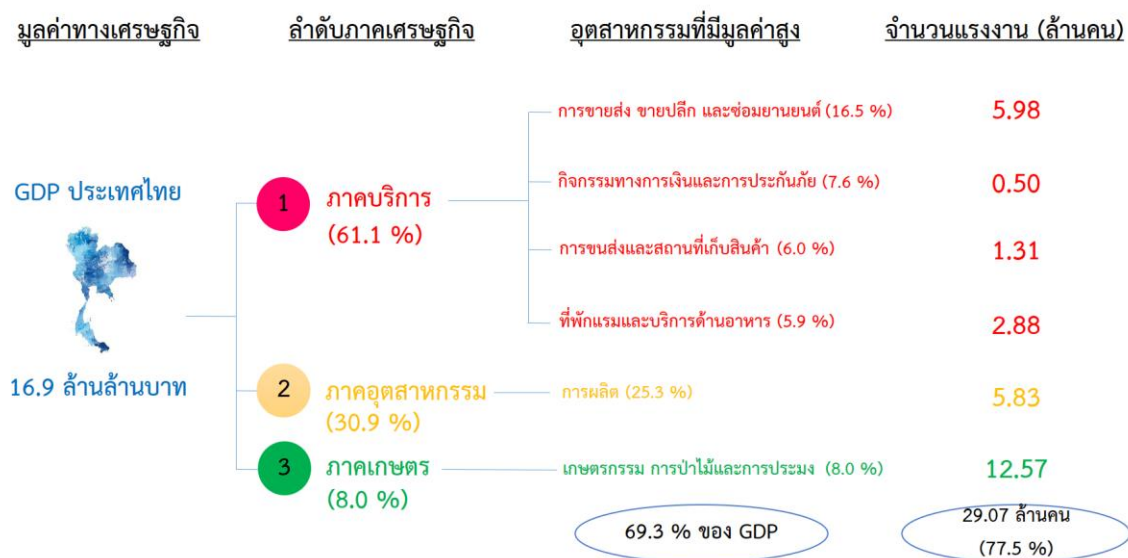 มูลค่าทางเศรษฐกิจ
ลำดับภาคเศรษฐกิจ
อุตสาหกรรมที่มีมูลค่าสูง
จำนวนแรงงาน (ล้านคน)
GDP ประเทศไทย
16.9 ล้านล้านบาท
1
ภาคบริการ
(61.1 %)
การขายส่ง ขายปลีก และซ่อมยานยนต์ (16.5 %)
5.98
กิจกรรมทางการเงินและการประกันภัย (7.6 %)
0.50
การขนส่งและสถานที่เก็บสินค้า (6.0 %)
1.31
ที่พักแรมและบริการด้านอาหาร (5.9 %)
2.88
2
ภาคอุตสาหกรรม
(30.9 %)
การผลิต (25.3 %)
5.83
3
ภาคเกษตร
(8.0 %)
เกษตรกรรม การป่าไม้และการประมง (8.0 %)
12.57
69.3 % ของ GDP
29.07 ล้านคน
(77.5 %)